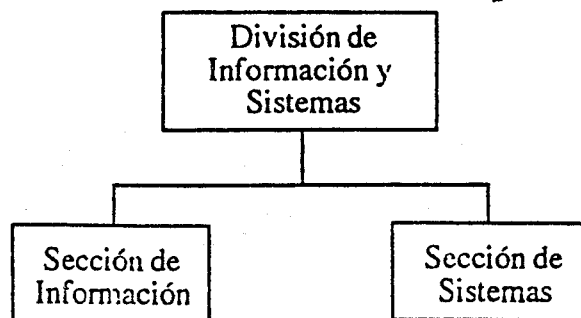 División de
Información y
Sistemas
Sección de
Información
Sección de
Sistemas